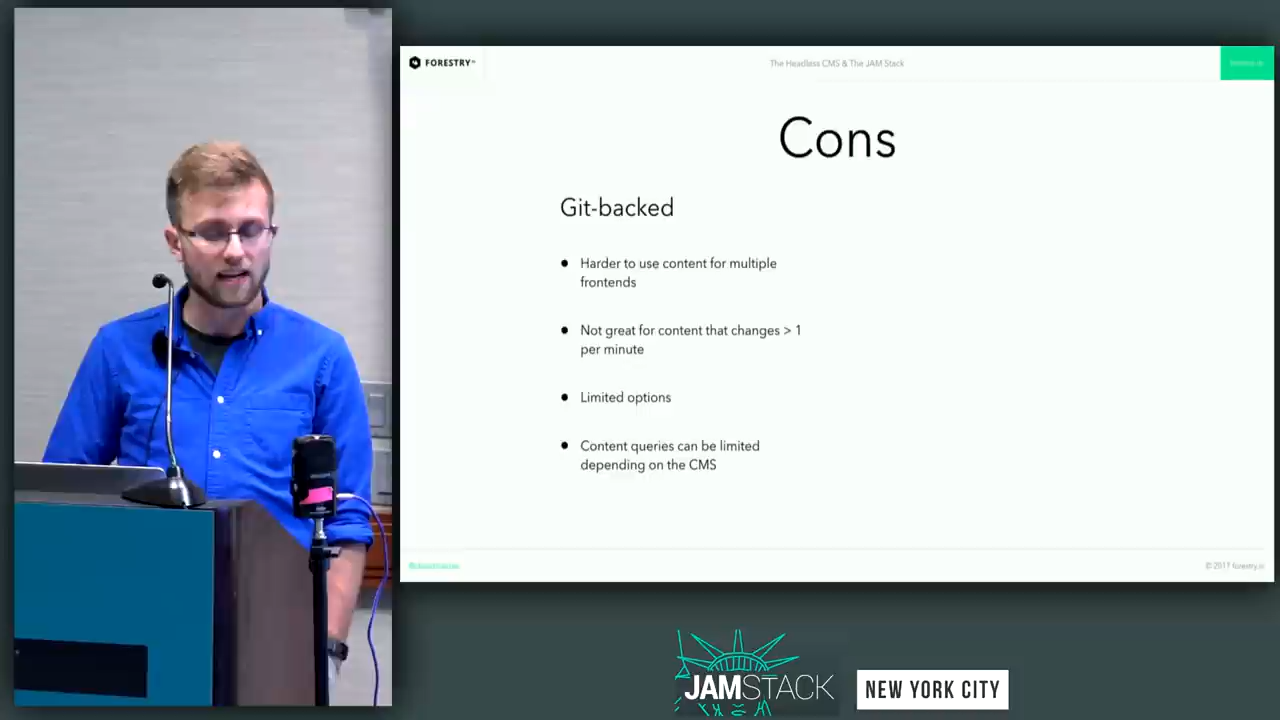 FORESTRY
The Headless CMS & The JAM Stack
Cons
Git-backed
● Harder to use content for multiple
frontends
● Not great for content that changes > 1
per minute
● Limited options
● Content queries can be limited
depending on the CMS
© 2017 forestry.io
JAMSTACK
NEW YORK CITY